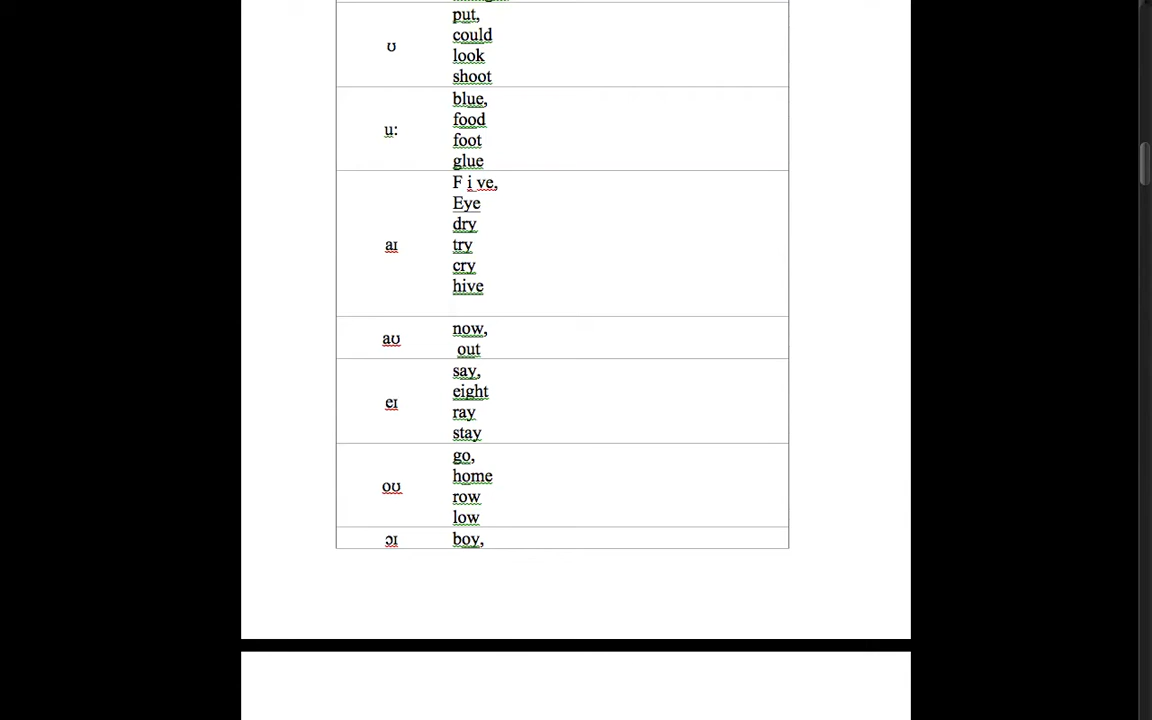 put,
ʊ
could
look
shoot
blue,
food
u:
foot
glue
F i ve,
Eye
dry
aɪ
try
cry
hive
now,
aʊ
out
say,
eight
eɪ
ray
stay
go,
home
oʊ
row
low
ɔɪ
boy,